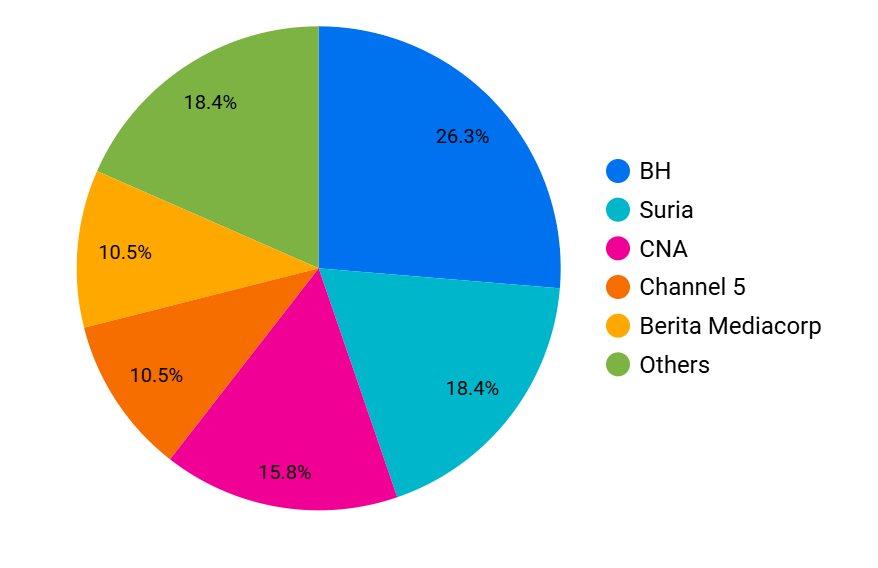 18.4%
26.3%
10.5%
10.5%
18.4%
15.8%
BH
Suria
CNA
Channel 5
Berita Mediacorp
Others